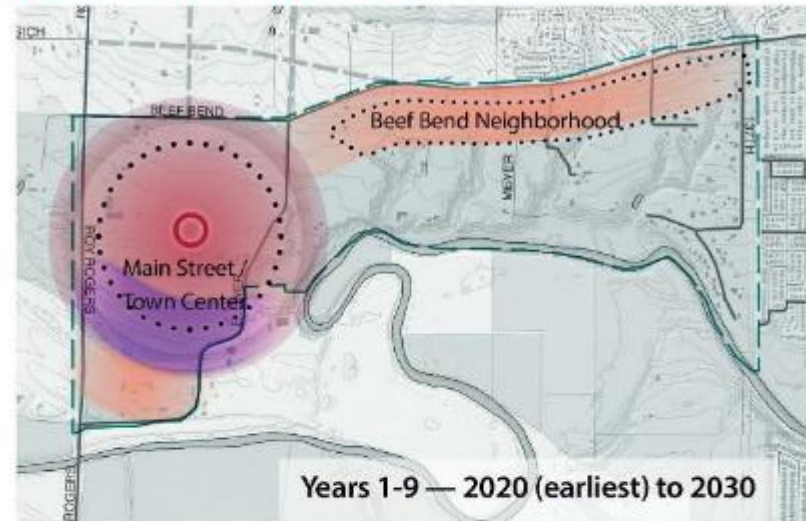 BEEF BEND
Beef Bend Neighborhood
MEYER
ROY ROGERS
Main Street /
Town Center
Years 1-9 — 2020 (earliest) to 2030